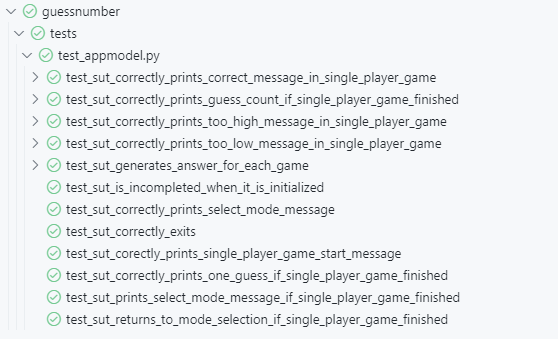 guessnumber
tests
test_appmodel.py
test_sut_correctly_prints_correct_message_in_single_player_game
test_sut_correctly_prints_guess_count_if_single_player_game_finished
test_sut_correctly_prints_too_high_message_in_single_player_game
test_sut_correctly_prints_too_low_message_in_single_player_game
test_sut_generates_answer_for_each_game
test_sut_is_incompleted_when_it_is_initialized
test_sut_correctly_prints_select_mode_message
test_sut_correctly_exits
test_sut_corectly_prints_single_player_game_start_message
test_sut_correctly_prints_one_guess_if_single_player_game_finished
test_sut_prints_select_mode_message_if_single_player_game_finished
test_sut_returns_to_mode_selection_if_single_player_game_finished